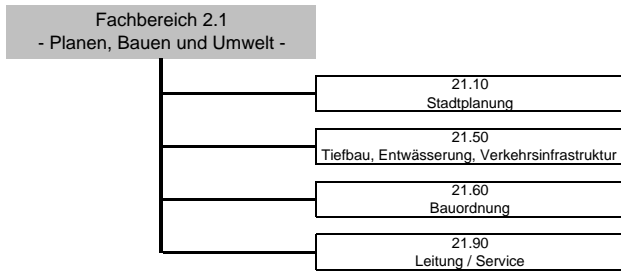 Fachbereich 2.1
- Planen, Bauen und Umwelt -
21.10
Stadtplanung
21.50
Tiefbau, Entwässerung, Verkehrsinfrastruktur
21.60
Bauordnung
21.90
Leitung / Service